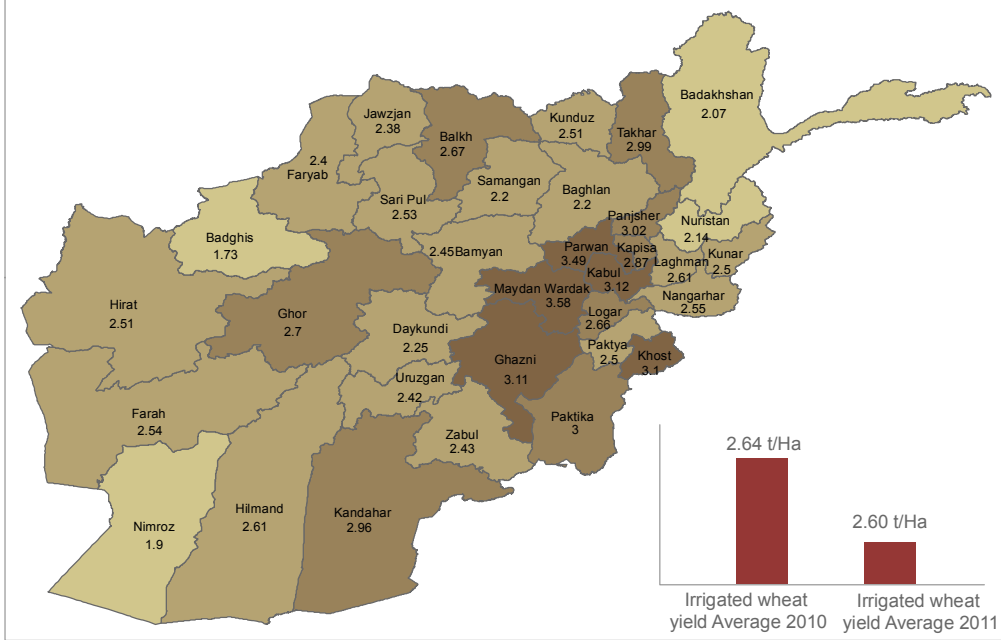 Badakhshan
2.07
Jawzjan
2.38
Kunduz
2.51
Takhar
2.99
Balkh
2.67
2.4
Faryab
Samangan
2.2
Baghlan
2.2
Sari Pul
2.53
Panjsher
3.02
Nuristan
2.14
Badghis
1.73
2.45Bamyan
Parwan
3.49
Kapisa
2.87
Laghman
2.61
Kunar
2.5
Kabul
3.12
Maydan Wardak
3.58
Nangarhar
2.55
Hirat
2.51
Ghor
2.7
Logar
2.66
Daykundi
2.25
Paktya
2.5
Khost
3.1
Ghazni
3.11
Uruzgan
2.42
Farah
2.54
Paktika
3
Zabul
2.43
Nimroz
1.9
Hilmand
2.61
Kandahar
2.96
2.64 t/Ha
2.60 t/Ha
Irrigated wheat
yield Average 2010
Irrigated wheat
yield Average 2011